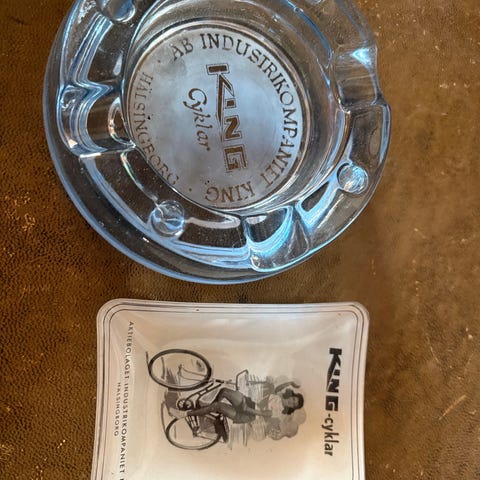 AB INDUSTRIKOMPANIET KING
KING
Cyklar
· HÄLSINGBORG ·
KING-cyklar
AKTIEBOLAGET INDUSTRIKOMPANIET
HÄLSINGBORG